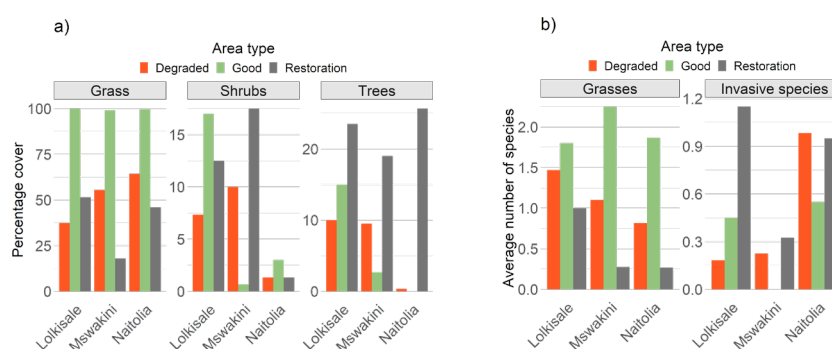 a)
Area type
Degraded Good Restoration
Grass Shrubs Trees
Percentage cover
100
75
50
25
0
15
10
5
0
20
10
0
Lolkisale Mswakini Naitolia
Lolkisale Mswakini Naitolia
Lolkisale Mswakini Naitolia
b)
Area type
Degraded Good Restoration
Grasses Invasive species
Average number of species
2.0
1.5
1.0
0.5
0.0
1.2
0.9
0.6
0.3
0.0
Lolkisale Mswakini Naitolia
Lolkisale Mswakini Naitolia